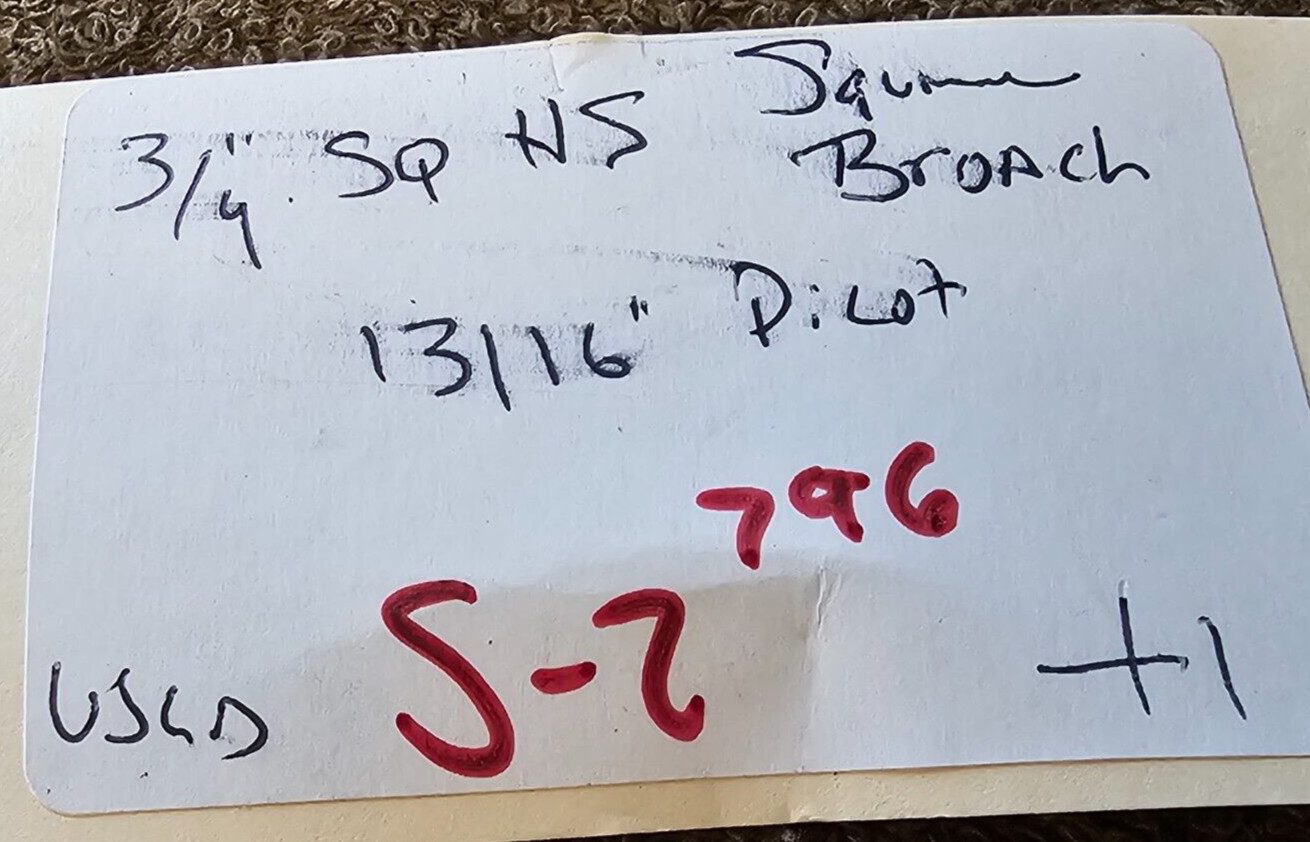 3/4" SQ HS Square
Broach
13/16" Pilot
796
S-2
USED +1